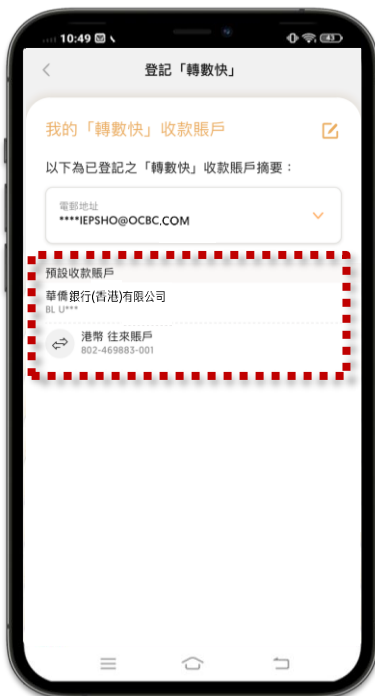 10:49
登記「轉數快」
我的「轉數快」收款賬戶
以下為已登記之「轉數快」收款賬戶摘要：
電郵地址
****IEPSHO@OCBC.COM
預設收款賬戶
華僑銀行(香港)有限公司
BL U***
港幣 往來賬戶
802-469883-001